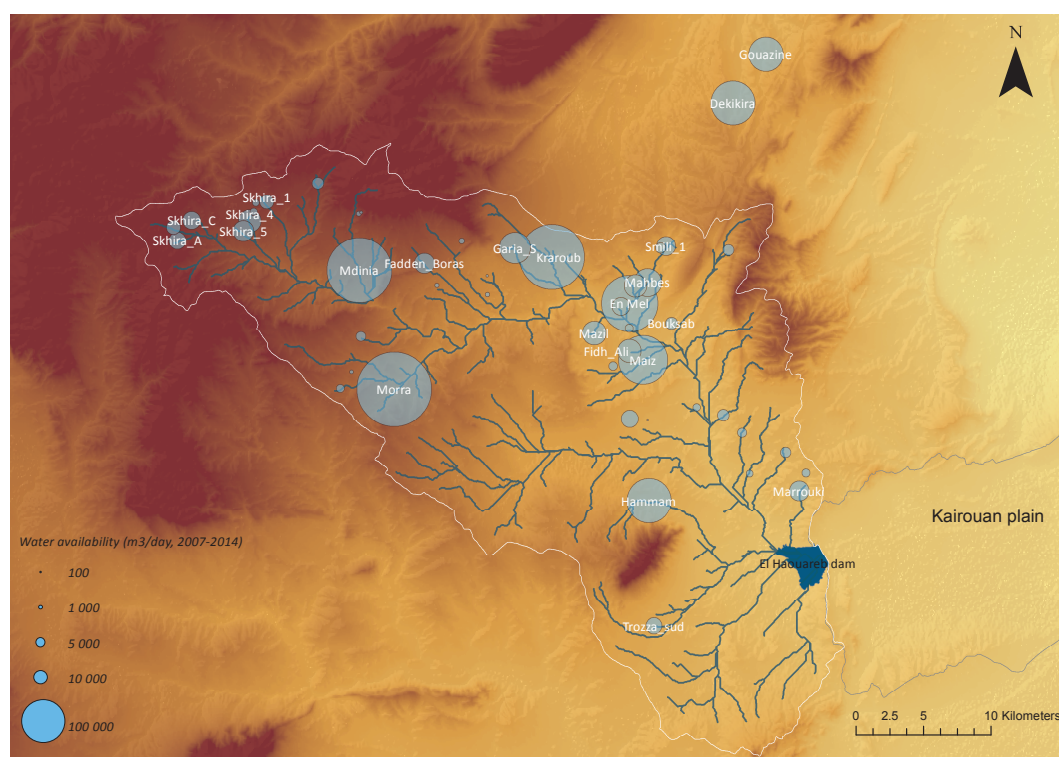 N
Gouazine
Dekikira
Skhira_1
Skhira_C
Skhira_4
Skhira_5
Skhira_A
Smili_1
Garia_S
Kraroub
Fadden_Boras
Mdinia
Mahbes
En Mel
Bouksab
Mazil
Fidh_Ali
Maiz
Morra
Marrouki
Hammam
Kairouan plain
Water availability (m3/day, 2007-2014)
El Haouareb dam
100
1 000
Trozza_sud
5 000
10 000
100 000
0 2.5 5 10 Kilometers